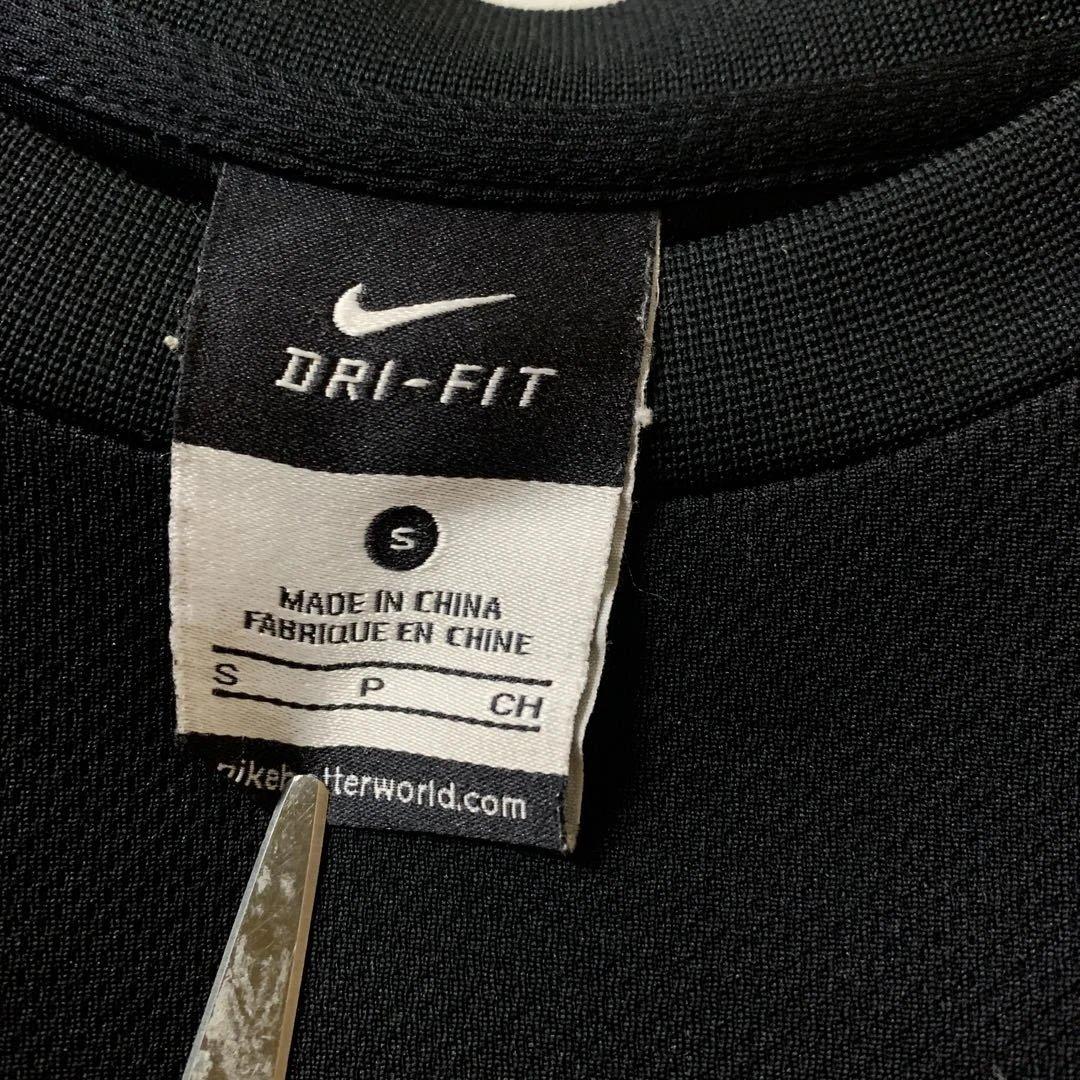 DRI-FIT
S
MADE IN CHINA
FABRIQUE EN CHINE
S P CH